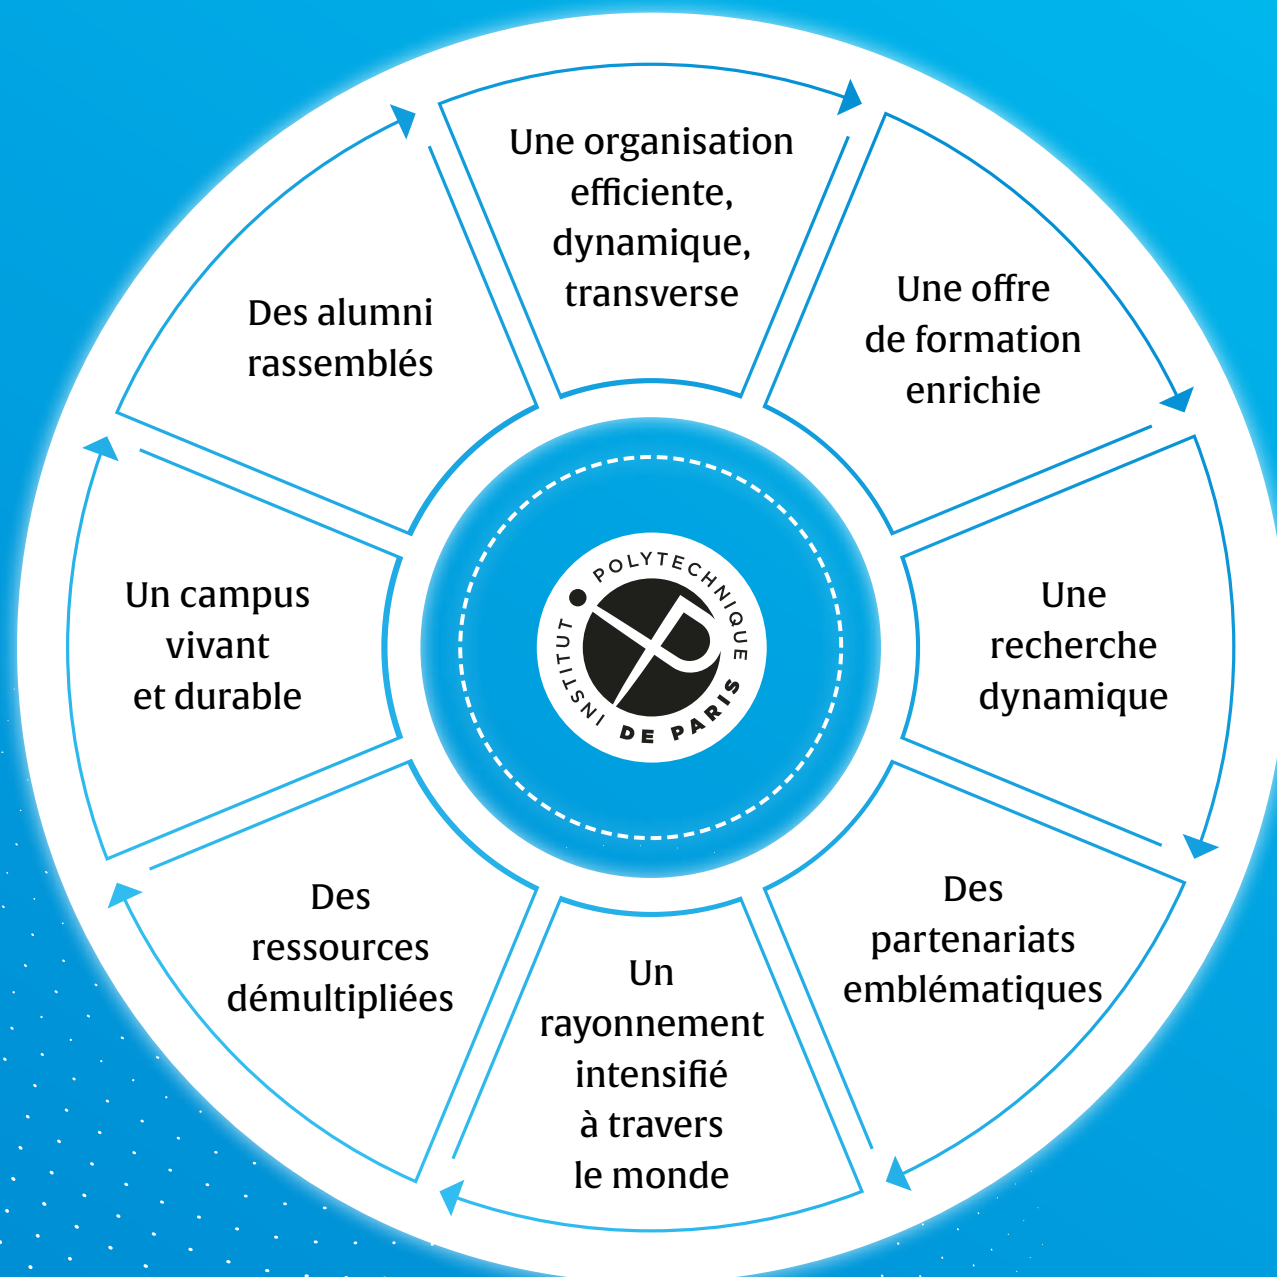 Une organisation
efficiente,
dynamique,
transverse
Une offre
de formation
enrichie
Une
recherche
dynamique
Des
partenariats
emblématiques
Un
rayonnement
intensifié
à travers
le monde
Des
ressources
démultipliées
Un campus
vivant
et durable
Des alumni
rassemblés
INSTITUT POLYTECHNIQUE
DE PARIS